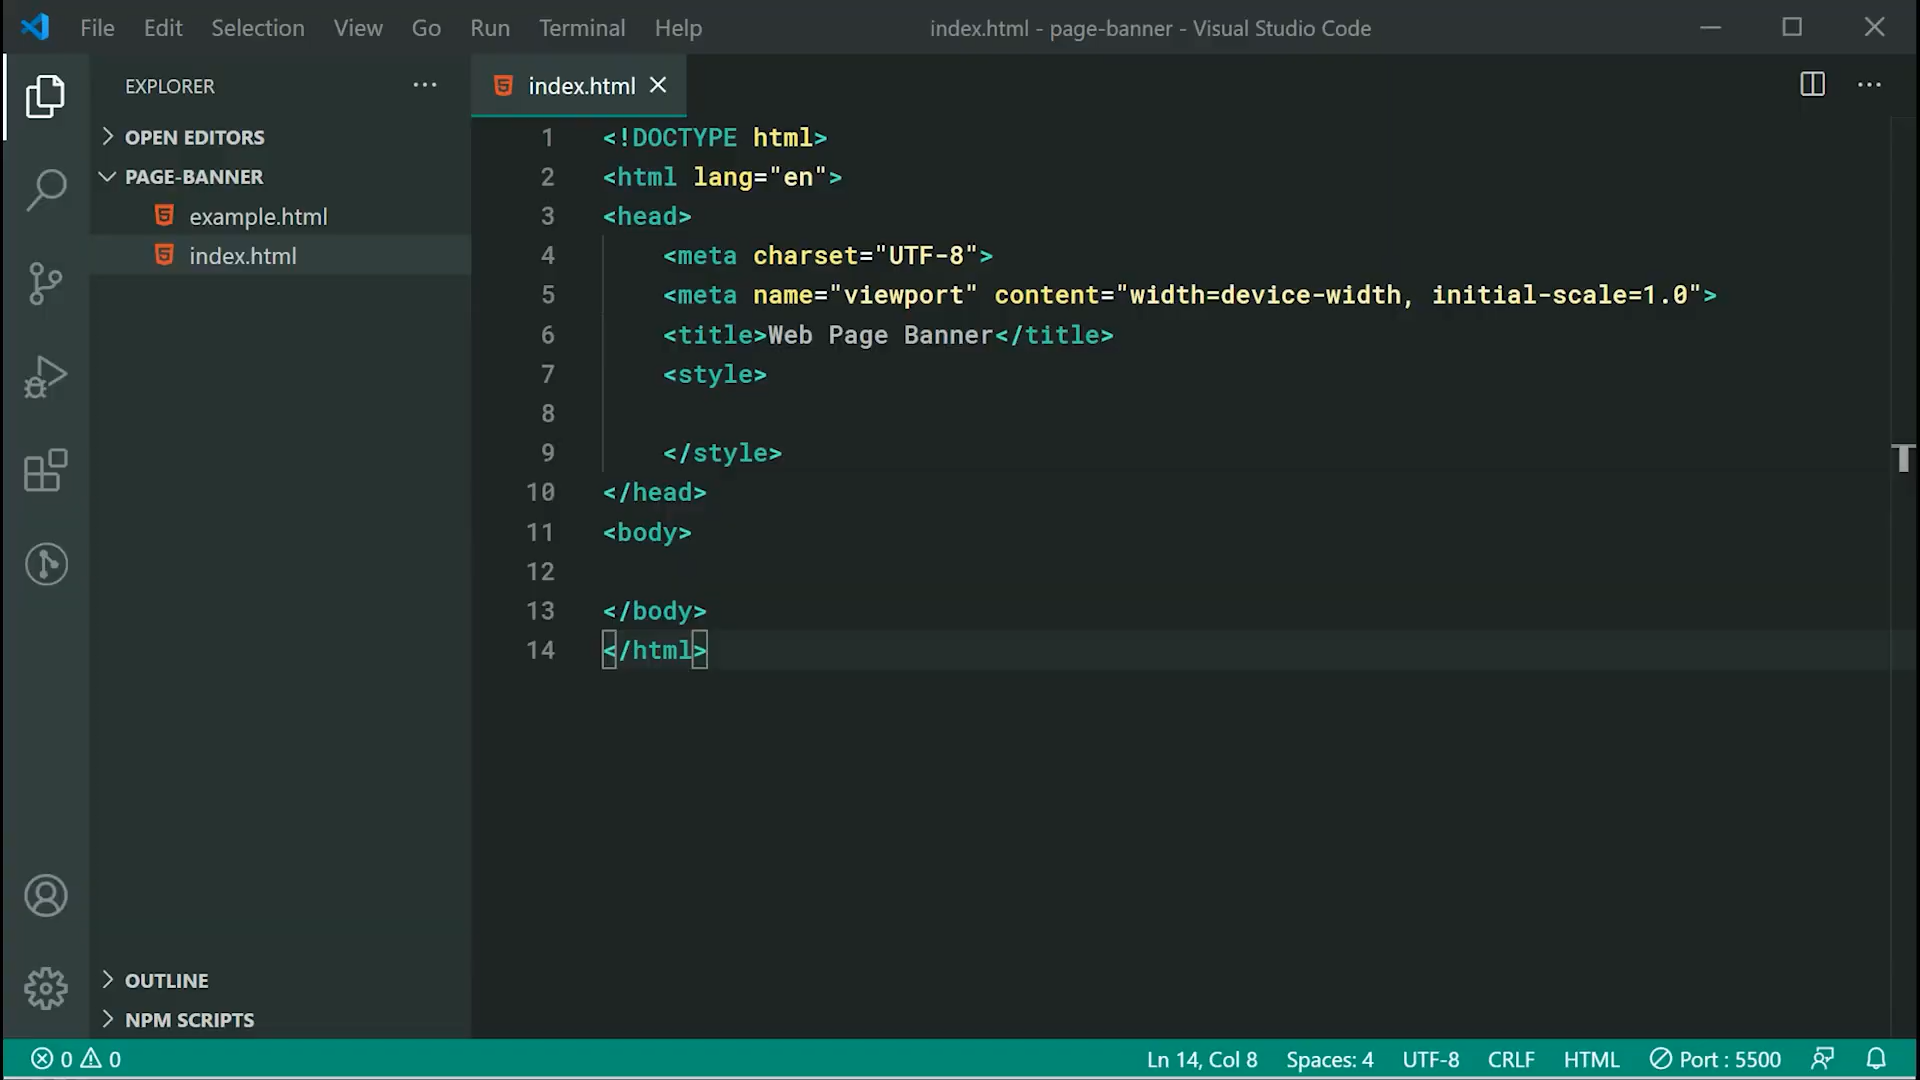 File Edit Selection View Go Run Terminal Help index.html - page-banner - Visual Studio Code
EXPLORER
OPEN EDITORS
PAGE-BANNER
example.html
index.html
OUTLINE
NPM SCRIPTS
index.html
1 <!DOCTYPE html>
2 <html lang="en">
3 <head>
4 <meta charset="UTF-8">
5 <meta name="viewport" content="width=device-width, initial-scale=1.0">
6 <title>Web Page Banner</title>
7 <style>
8
9 </style>
10 </head>
11 <body>
12
13 </body>
14 </html>
0 0 Ln 14, Col 8 Spaces: 4 UTF-8 CRLF HTML Port : 5500